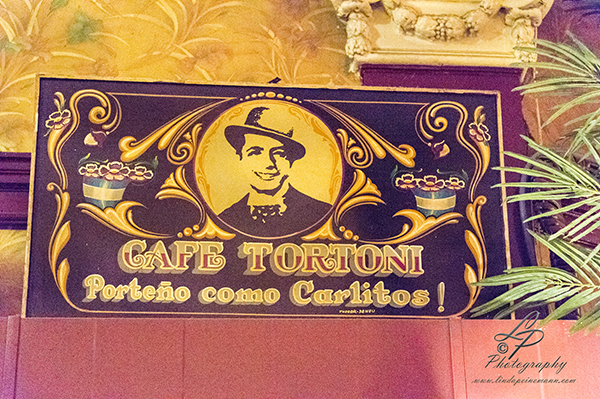 CAFE TORTONI
Porteño como Carlitos!
LP
©
Photography
www.lindapeinemann.com